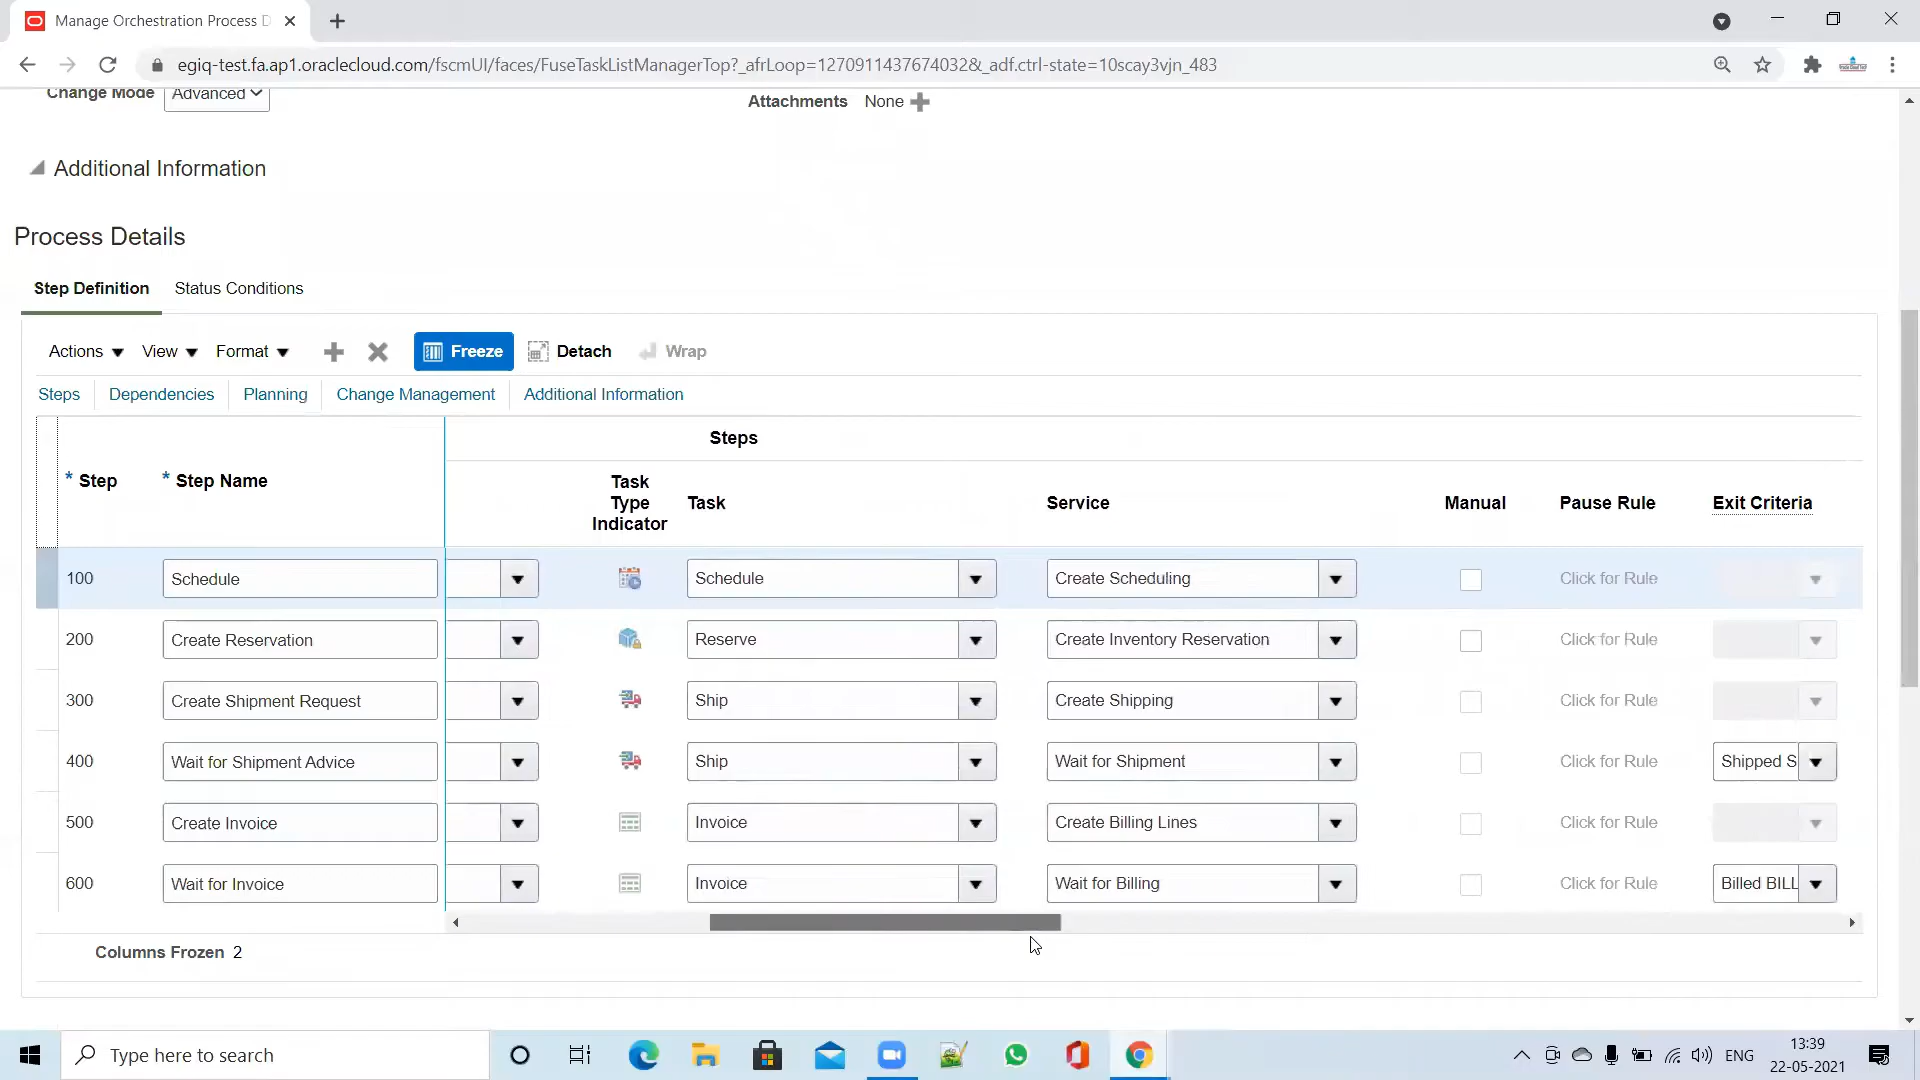 Manage Orchestration Process D
egiq-test.fa.ap1.oraclecloud.com/fscmUI/faces/FuseTaskListManagerTop?_afrLoop=1270911437674032&_adf.ctrl-state=10scay3vjn_483
Change Mode Advanced
Attachments None
Additional Information
Process Details
Step Definition Status Conditions
Actions View Format Freeze Detach Wrap
Steps Dependencies Planning Change Management Additional Information
Steps
* Step * Step Name Task Type Indicator Task Service Manual Pause Rule Exit Criteria
100 Schedule Schedule Create Scheduling Click for Rule
200 Create Reservation Reserve Create Inventory Reservation Click for Rule
300 Create Shipment Request Ship Create Shipping Click for Rule
400 Wait for Shipment Advice Ship Wait for Shipment Click for Rule Shipped S
500 Create Invoice Invoice Create Billing Lines Click for Rule
600 Wait for Invoice Invoice Wait for Billing Click for Rule Billed BILL
Columns Frozen 2
Type here to search
ENG
13:39
22-05-2021